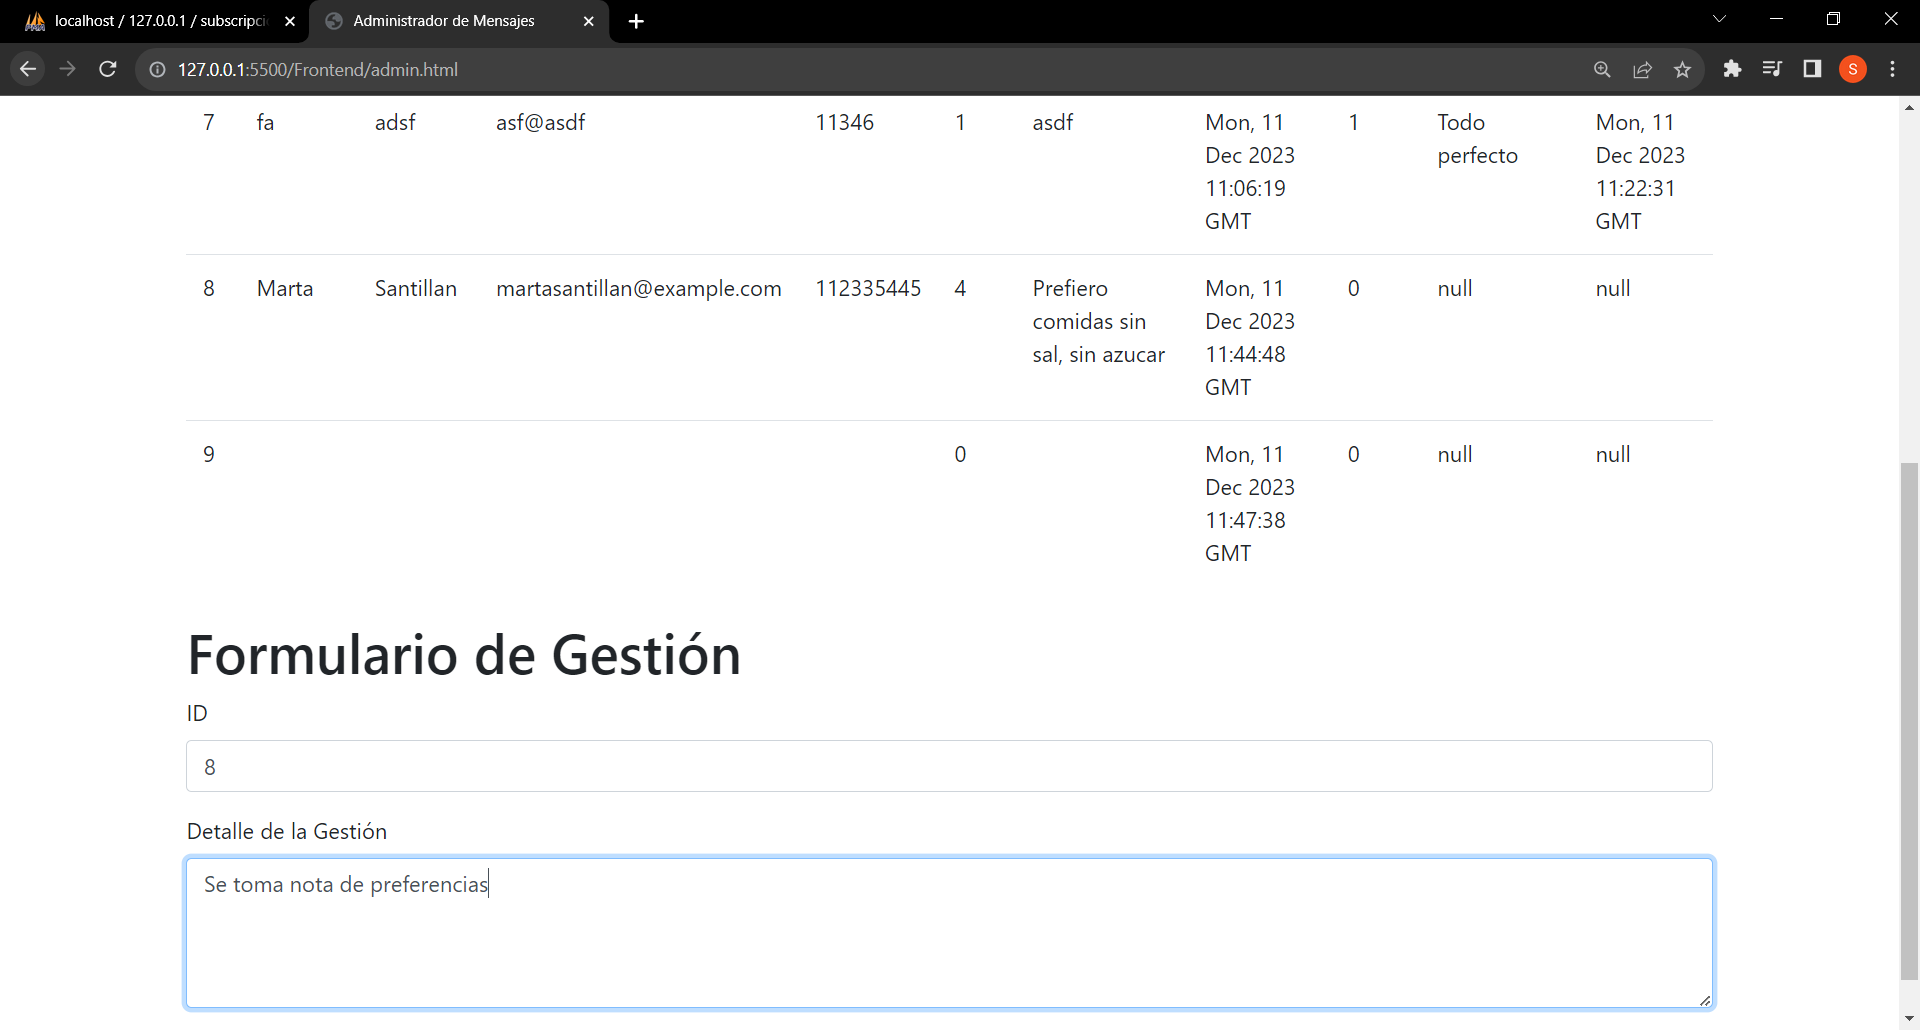 localhost / 127.0.0.1 / subscripci
Administrador de Mensajes
127.0.0.1:5500/Frontend/admin.html
S
7 fa adsf asf@asdf 11346 1 asdf Mon, 11 1 Todo Mon, 11
Dec 2023 perfecto Dec 2023
11:06:19 11:22:31
GMT GMT
8 Marta Santillan martasantillan@example.com 112335445 4 Prefiero Mon, 11 0 null null
comidas sin Dec 2023
sal, sin azucar 11:44:48
GMT
9 0 Mon, 11 0 null null
Dec 2023
11:47:38
GMT
Formulario de Gestión
ID
8
Detalle de la Gestión
Se toma nota de preferencias